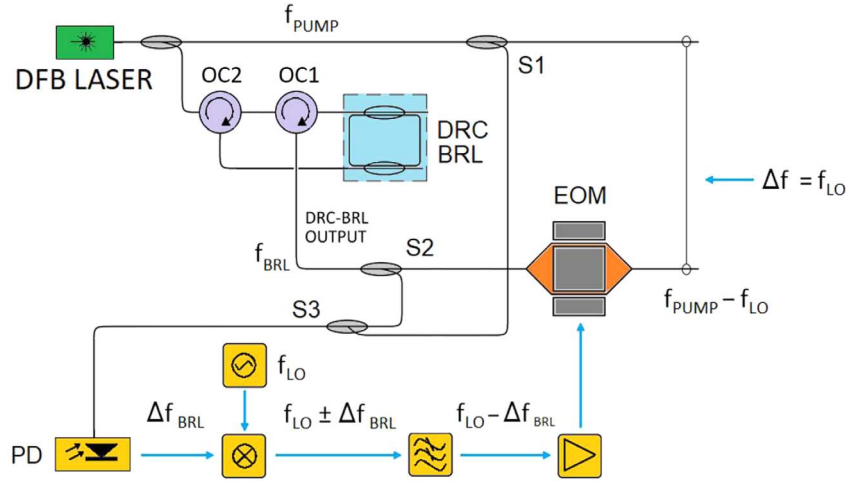 f_PUMP
S1
DFB LASER
OC2
OC1
DRC
BRL
Δf = f_LO
EOM
DRC-BRL
OUTPUT
f_BRL
S2
f_PUMP − f_LO
S3
f_LO
Δf_BRL
f_LO ± Δf_BRL
f_LO − Δf_BRL
PD